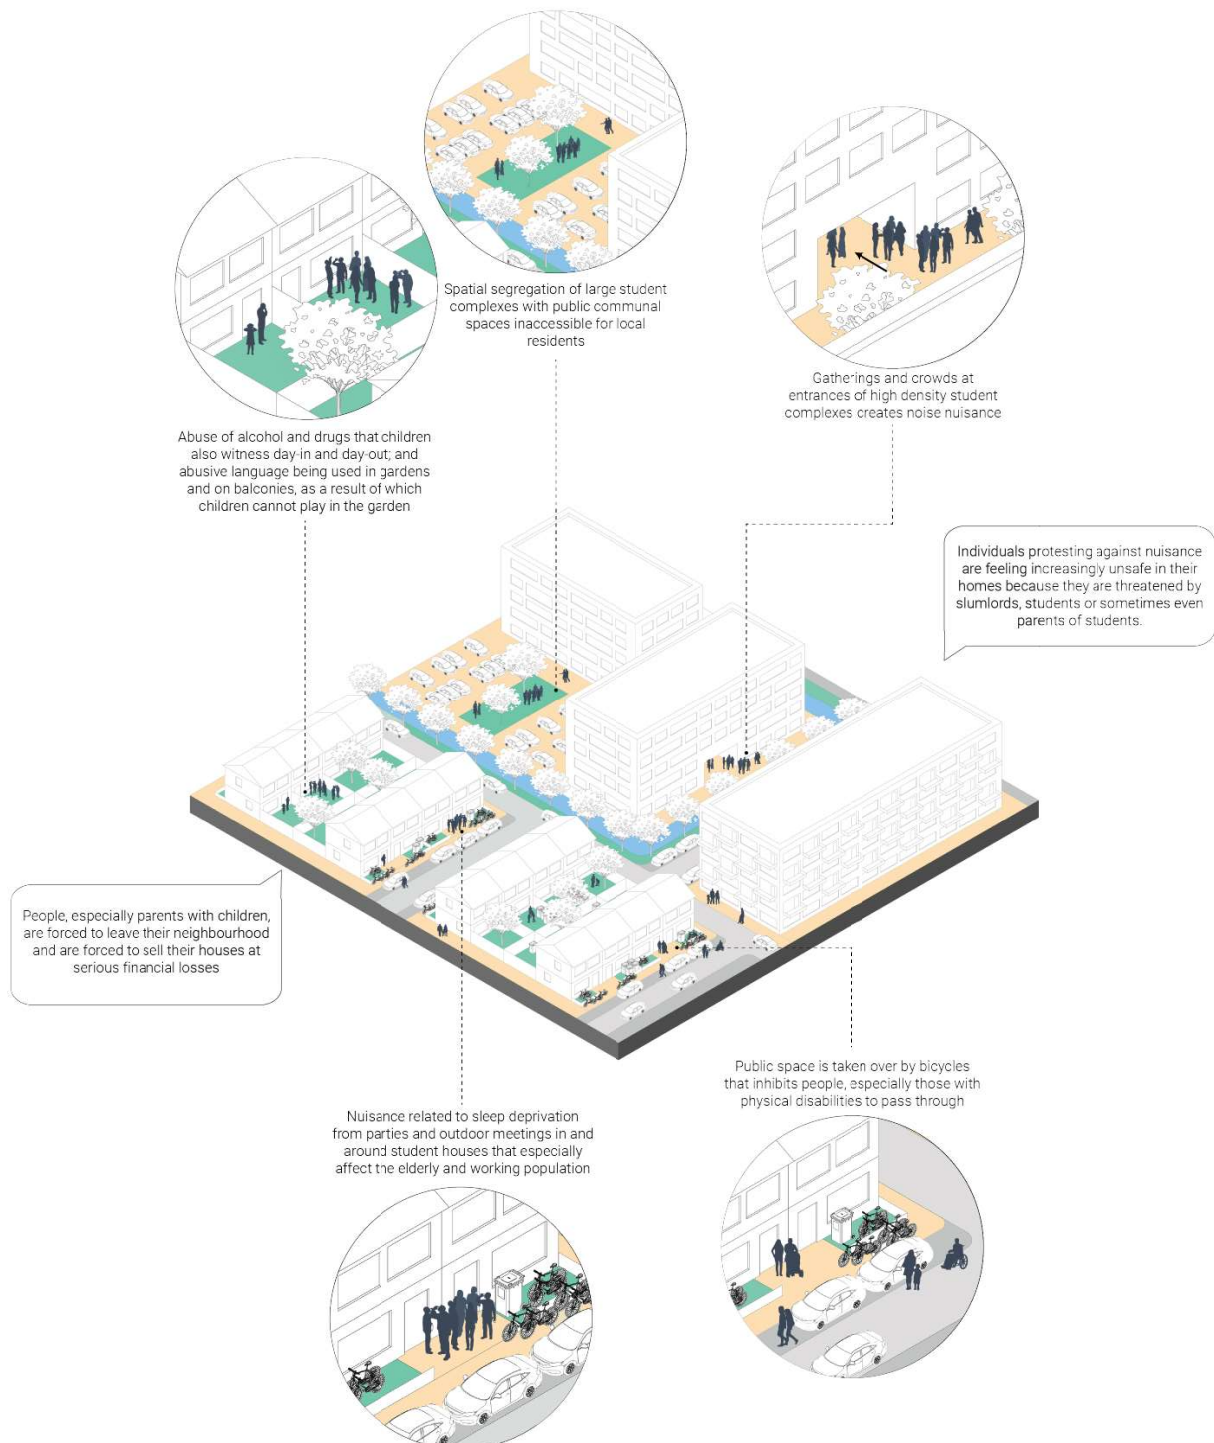 Spatial segregation of large student
complexes with public communal
spaces inaccessible for local
residents
Gatherings and crowds at
entrances of high density student
complexes creates noise nuisance
Abuse of alcohol and drugs that children
also witness day-in and day-out; and
abusive language being used in gardens
and on balconies, as a result of which
children cannot play in the garden
Individuals protesting against nuisance
are feeling increasingly unsafe in their
homes because they are threatened by
slumlords, students or sometimes even
parents of students.
People, especially parents with children,
are forced to leave their neighbourhood
and are forced to sell their houses at
serious financial losses
Public space is taken over by bicycles
that inhibits people, especially those with
physical disabilities to pass through
Nuisance related to sleep deprivation
from parties and outdoor meetings in and
around student houses that especially
affect the elderly and working population